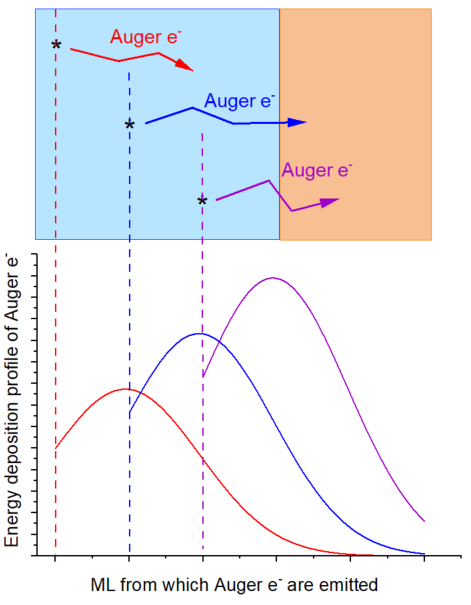 Auger e-
Auger e-
Auger e-
Energy deposition profile of Auger e-
ML from which Auger e- are emitted